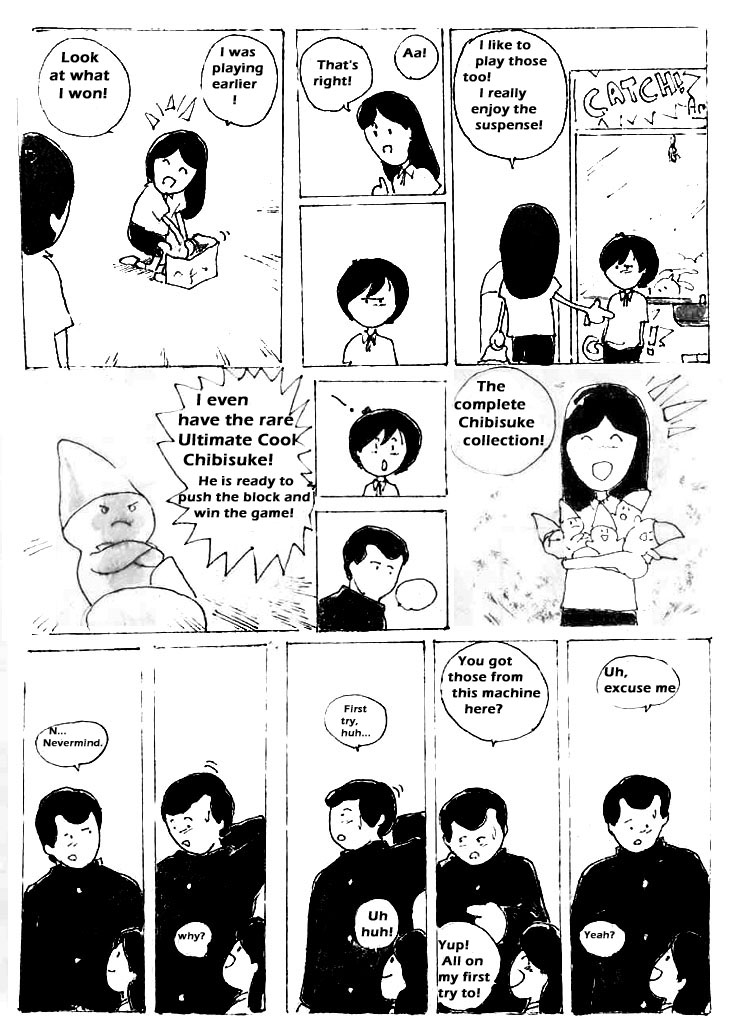 I like to
play those
too!
I really
enjoy the
suspense!
CATCH!
Aa!
That's
right!
I was
playing
earlier
!
Look
at what
I won!
The
complete
Chibisuke
collection!
I even
have the rare
Ultimate
Chibisuke!
He is ready to
push the block and
win the game!
Uh,
excuse me
Yeah?
You got
those from
this machine
here?
Yup!
All on
my first
try to!
First
try,
huh...
Uh
huh!
why?
N...
Nevermind.